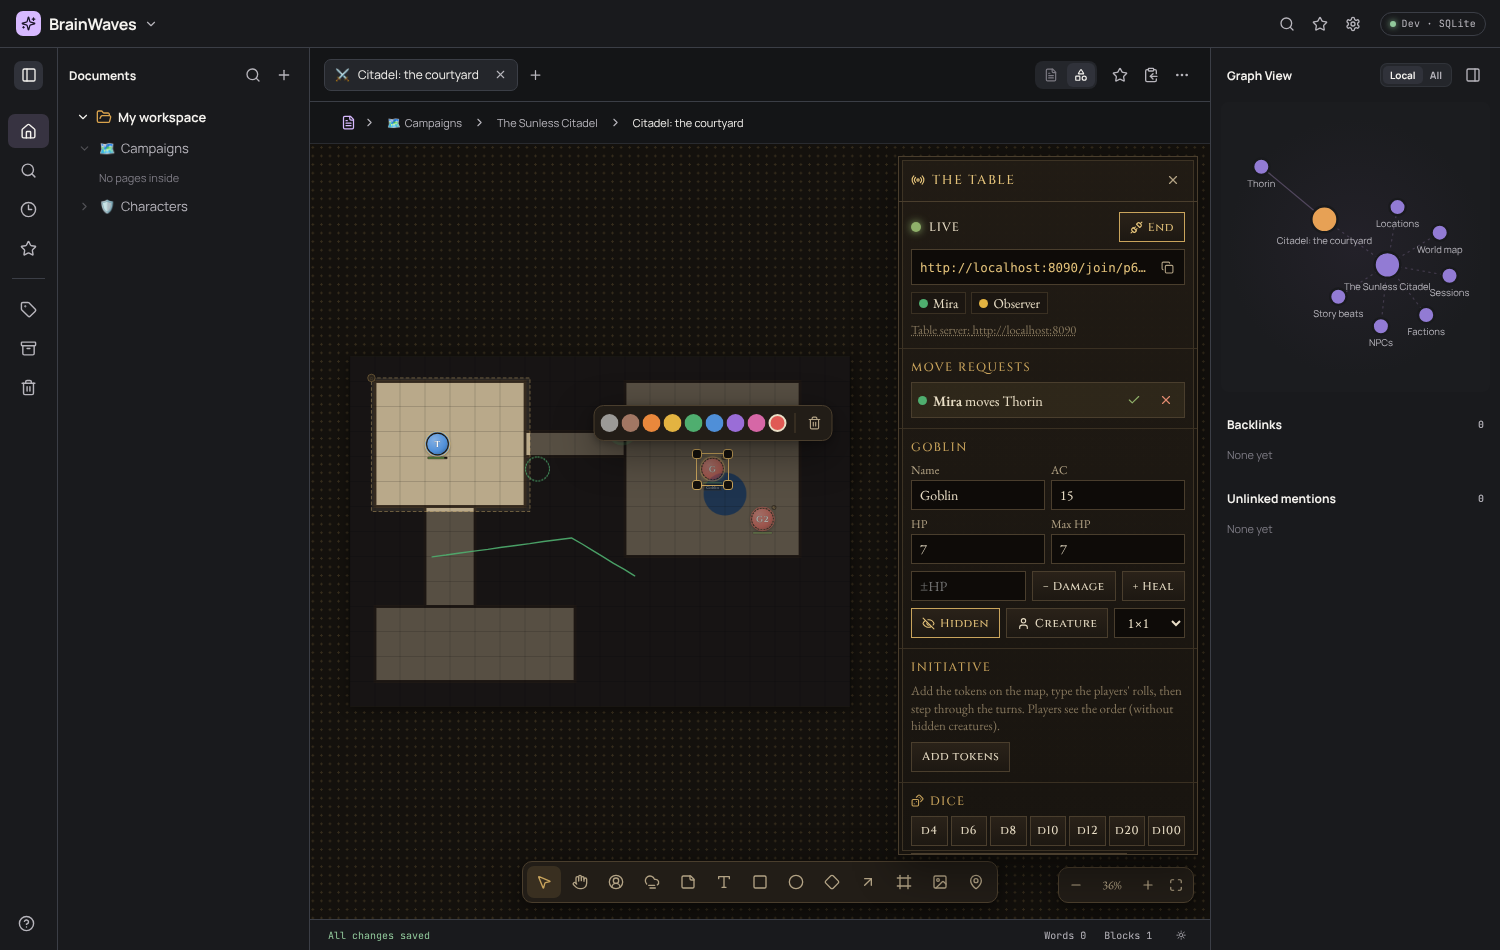 BrainWaves
Dev · SQLite
Documents
My workspace
Campaigns
No pages inside
Characters
Citadel: the courtyard
Campaigns
The Sunless Citadel
Citadel: the courtyard
T
G
G2
THE TABLE
LIVE
END
http://localhost:8090/join/p6…
Mira
Observer
Table server: http://localhost:8090
MOVE REQUESTS
Mira moves Thorin
GOBLIN
Name
AC
Goblin
15
HP
Max HP
7
7
±HP
− DAMAGE
+ HEAL
HIDDEN
CREATURE
1×1
INITIATIVE
Add the tokens on the map, type the players' rolls, then
step through the turns. Players see the order (without
hidden creatures).
ADD TOKENS
DICE
D4
D6
D8
D10
D12
D20
D100
36%
All changes saved
Words 0
Blocks 1
Graph View
Local
All
Thorin
Locations
Citadel: the courtyard
World map
The Sunless Citadel
Sessions
Story beats
Factions
NPCs
Backlinks
0
None yet
Unlinked mentions
0
None yet